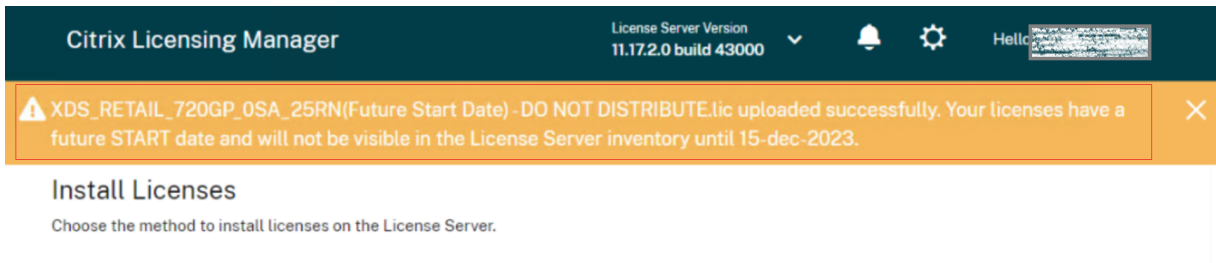 Citrix Licensing Manager
License Server Version
11.17.2.0 build 43000
Hello
XDS_RETAIL_720GP_0SA_25RN(Future Start Date) - DO NOT DISTRIBUTE.lic uploaded successfully. Your licenses have a
future START date and will not be visible in the License Server inventory until 15-dec-2023.
Install Licenses
Choose the method to install licenses on the License Server.